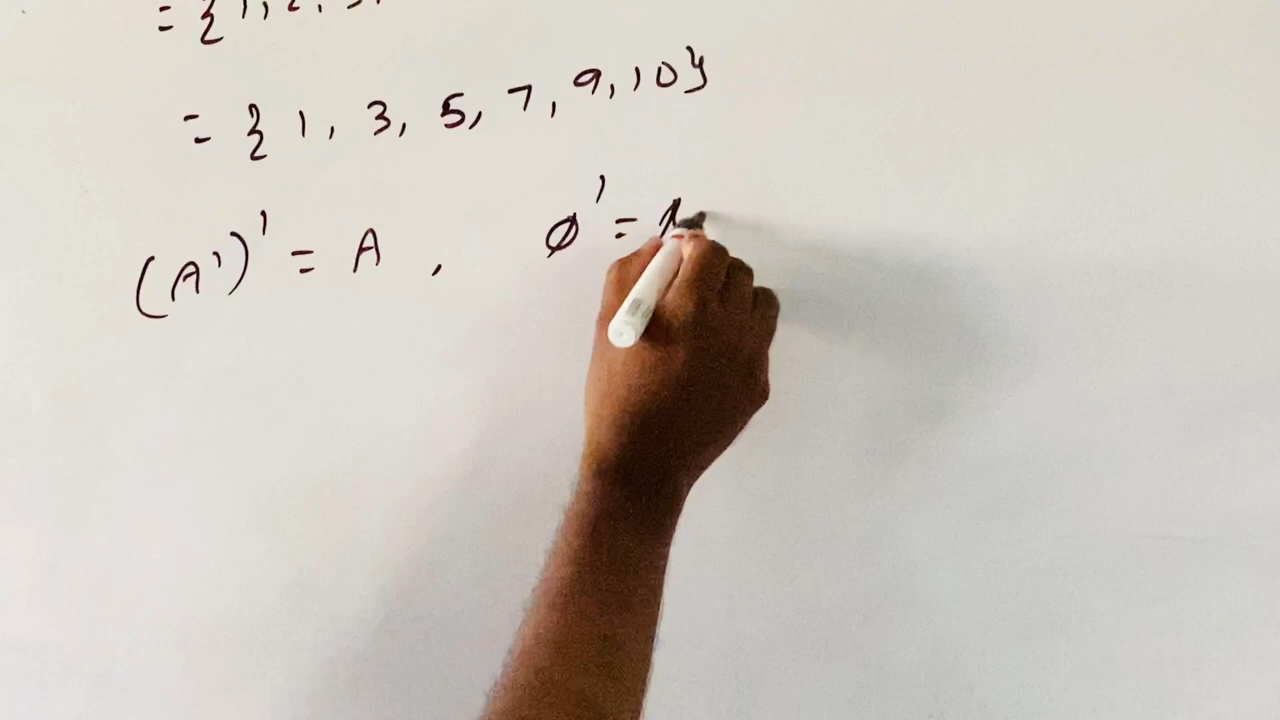 = {1, 2, 3,
= {1, 3, 5, 7, 9, 10}
(A')' = A , φ' =